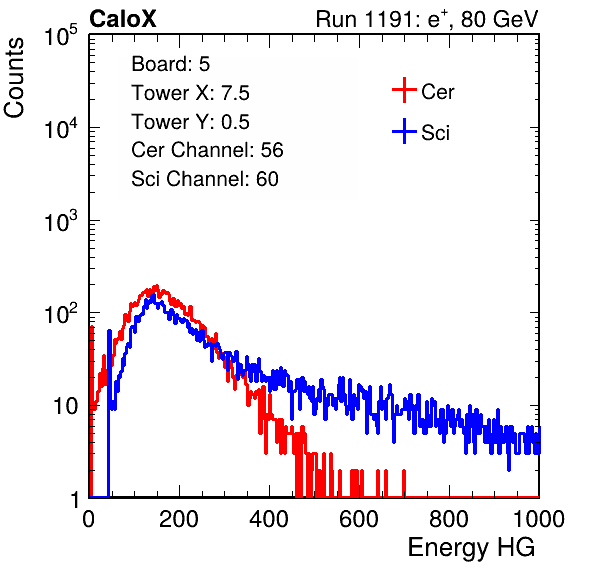 CaloX Run 1191: e⁺, 80 GeV
Counts
10⁵
10⁴
10³
10²
10
1
Board: 5
Tower X: 7.5
Tower Y: 0.5
Cer Channel: 56
Sci Channel: 60
Cer
Sci
0 200 400 600 800 1000
Energy HG